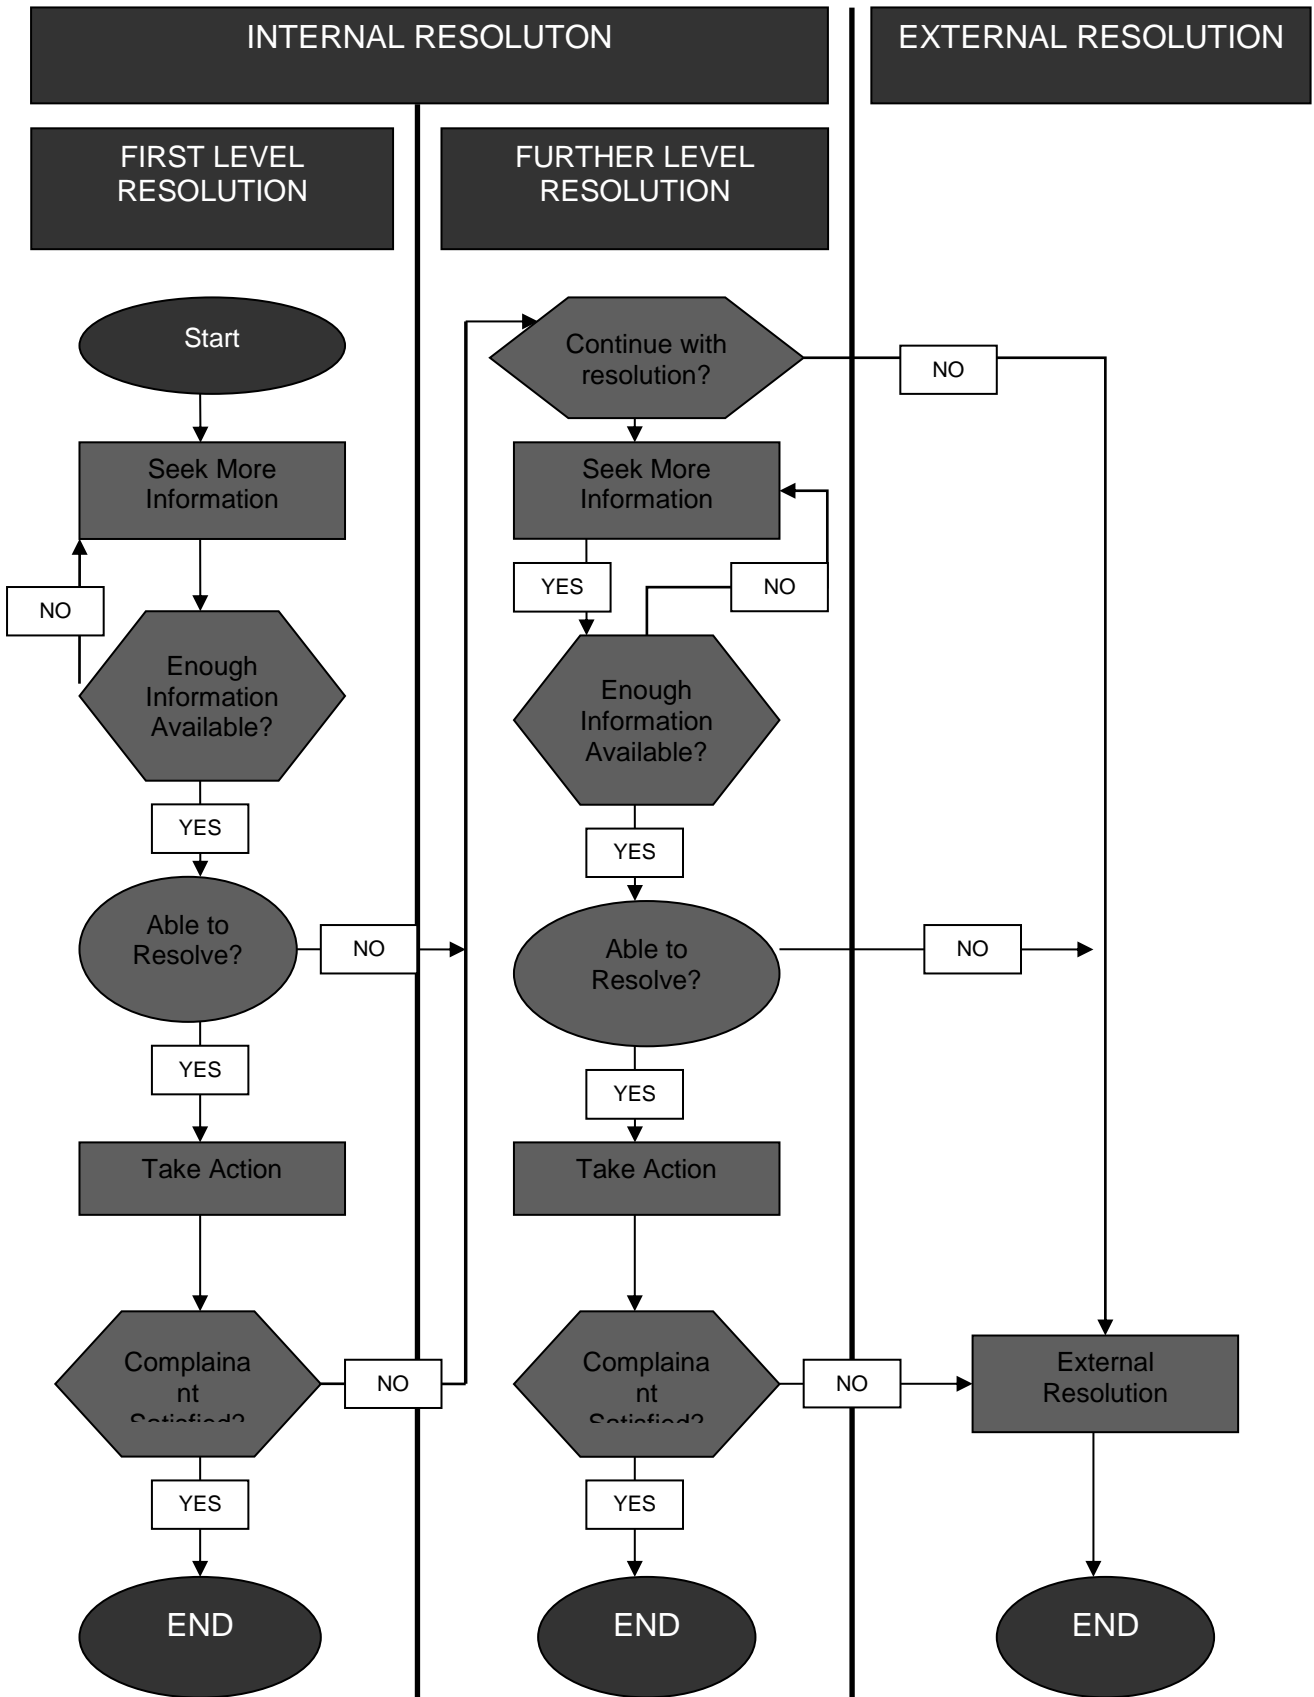 INTERNAL RESOLUTON
EXTERNAL RESOLUTION
FIRST LEVEL
RESOLUTION
FURTHER LEVEL
RESOLUTION
Start
Seek More
Information
NO
Enough
Information
Available?
YES
Able to
Resolve?
NO
YES
Take Action
Complaina
nt
Satisfied?
NO
YES
END
Continue with
resolution?
NO
Seek More
Information
YES
NO
Enough
Information
Available?
YES
Able to
Resolve?
NO
YES
Take Action
Complaina
nt
Satisfied?
NO
YES
END
External
Resolution
END